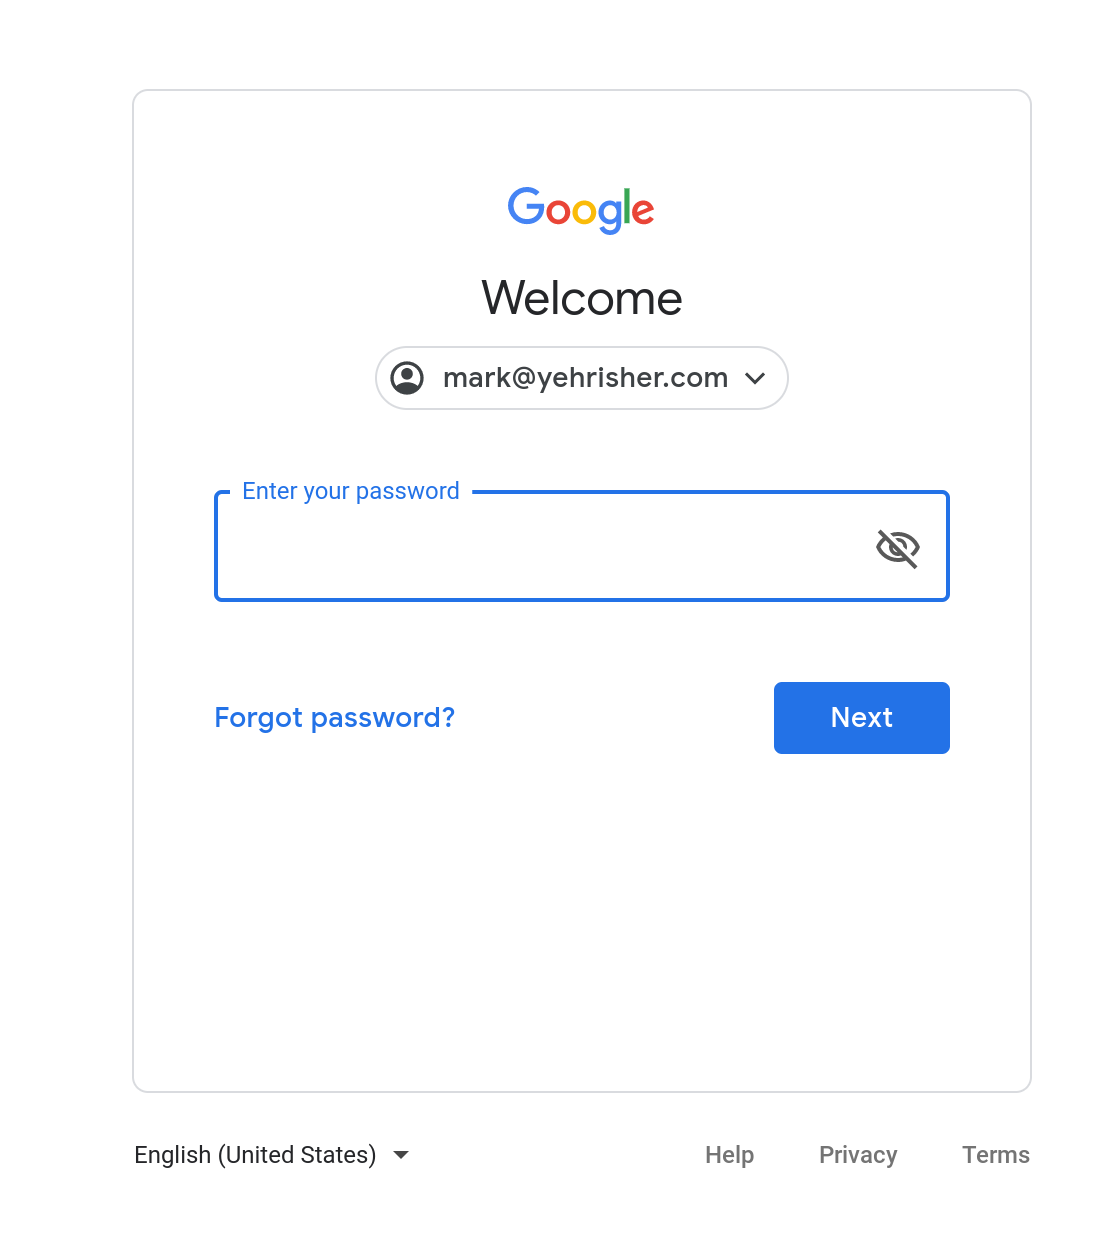 Google
Welcome
mark@yehrisher.com
Enter your password
Forgot password?
Next
English (United States)
Help
Privacy
Terms